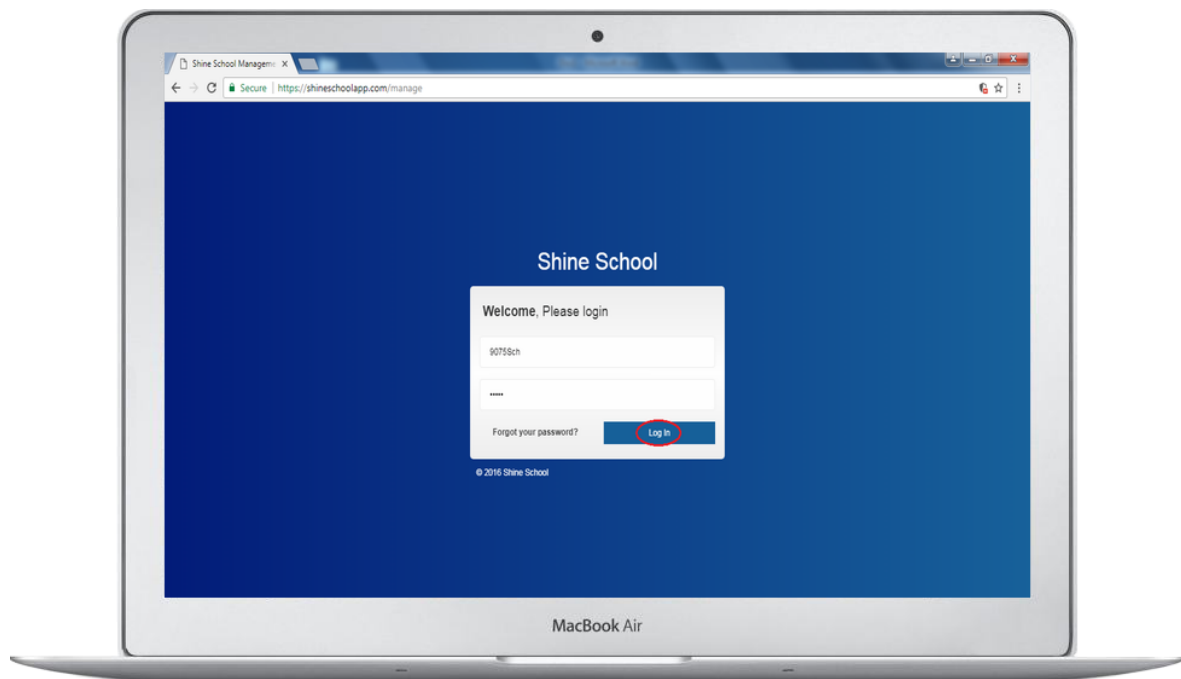 Shine School Manageme
Secure | https://shineschoolapp.com/manage
Shine School
Welcome, Please login
9075Sch
•••••
Forgot your password?
Log In
© 2016 Shine School
MacBook Air